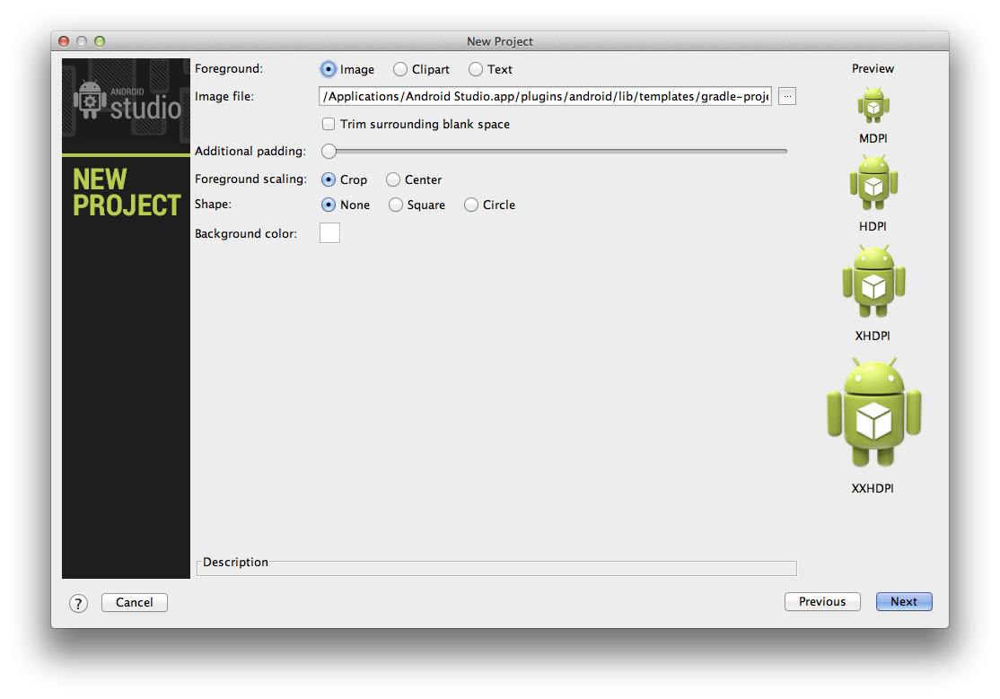 New Project
ANDROID
studio
NEW
PROJECT
Foreground: Image Clipart Text
Image file: /Applications/Android Studio.app/plugins/android/lib/templates/gradle-proje ...
Trim surrounding blank space
Additional padding:
Foreground scaling: Crop Center
Shape: None Square Circle
Background color:
Preview
MDPI
HDPI
XHDPI
XXHDPI
Description
? Cancel Previous Next